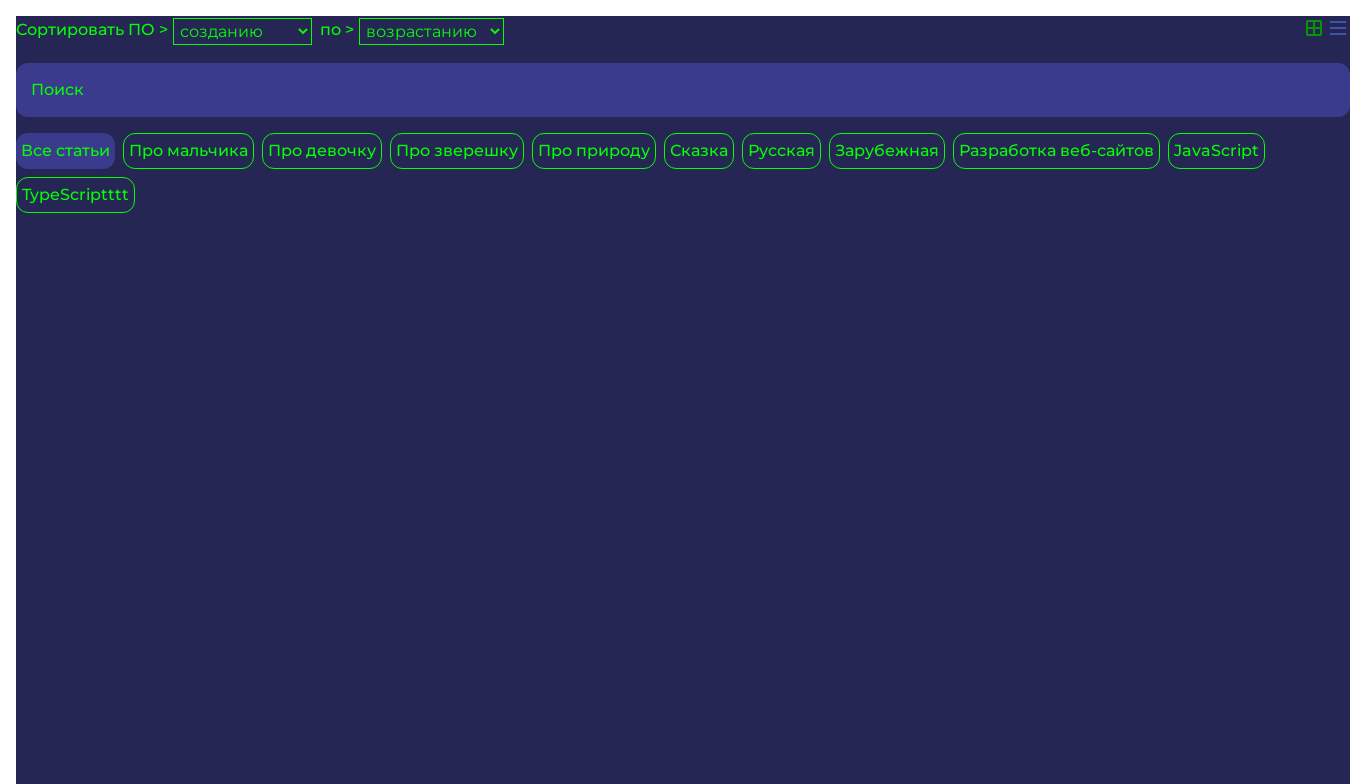 Сортировать ПО > созданию по > возрастанию
Поиск
Все статьи Про мальчика Про девочку Про зверешку Про природу Сказка Русская Зарубежная Разработка веб-сайтов JavaScript
TypeScriptttt